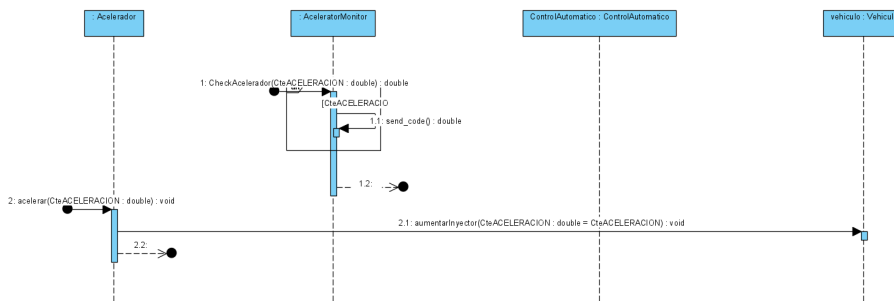 : Acelerador
: AceleratorMonitor
ControlAutomatico : ControlAutomatico
vehiculo : Vehicul
1: CheckAcelerador(CteACELERACION : double) : double
[CteACELERACIO
1.1: send_code() : double
1.2:
2: acelerar(CteACELERACION : double) : void
2.1: aumentarInyector(CteACELERACION : double = CteACELERACION) : void
2.2: